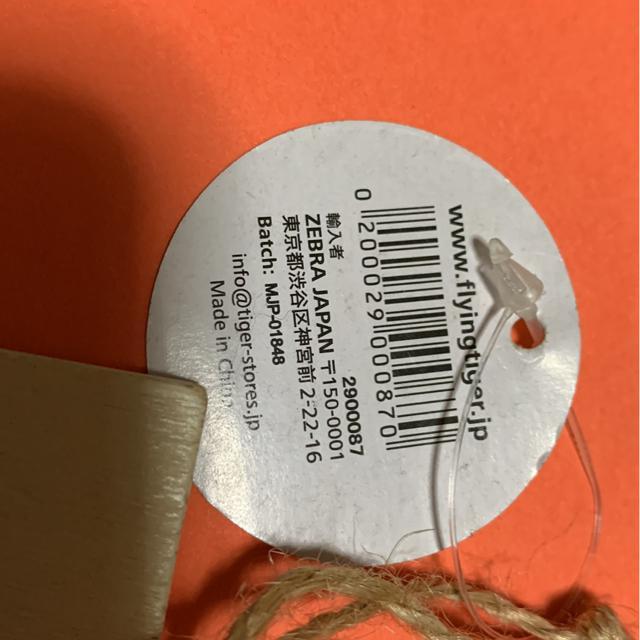 www.flyingtiger.jp
0 200029 000870
2900087
輸入者
ZEBRA JAPAN 〒150-0001
東京都渋谷区神宮前 2-22-16
Batch: MJP-01848
info@tiger-stores.jp
Made in China